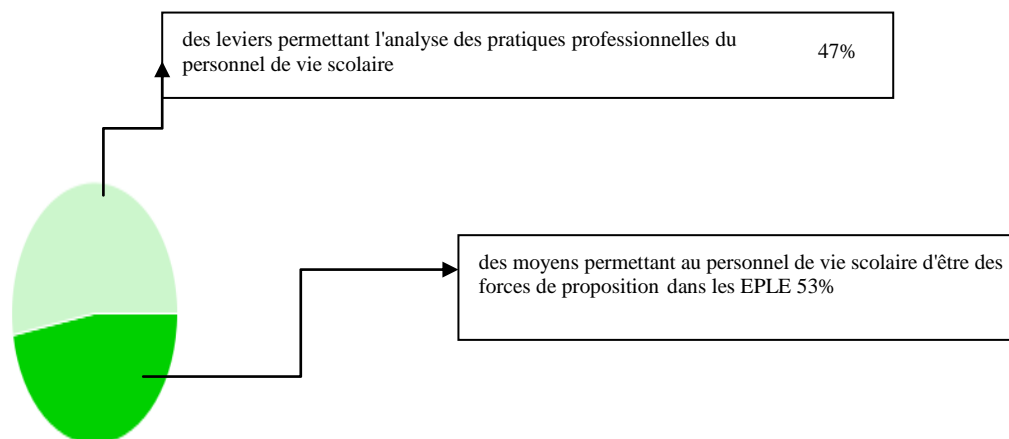 des leviers permettant l'analyse des pratiques professionnelles du 47%
personnel de vie scolaire
des moyens permettant au personnel de vie scolaire d'être des
forces de proposition dans les EPLE 53%